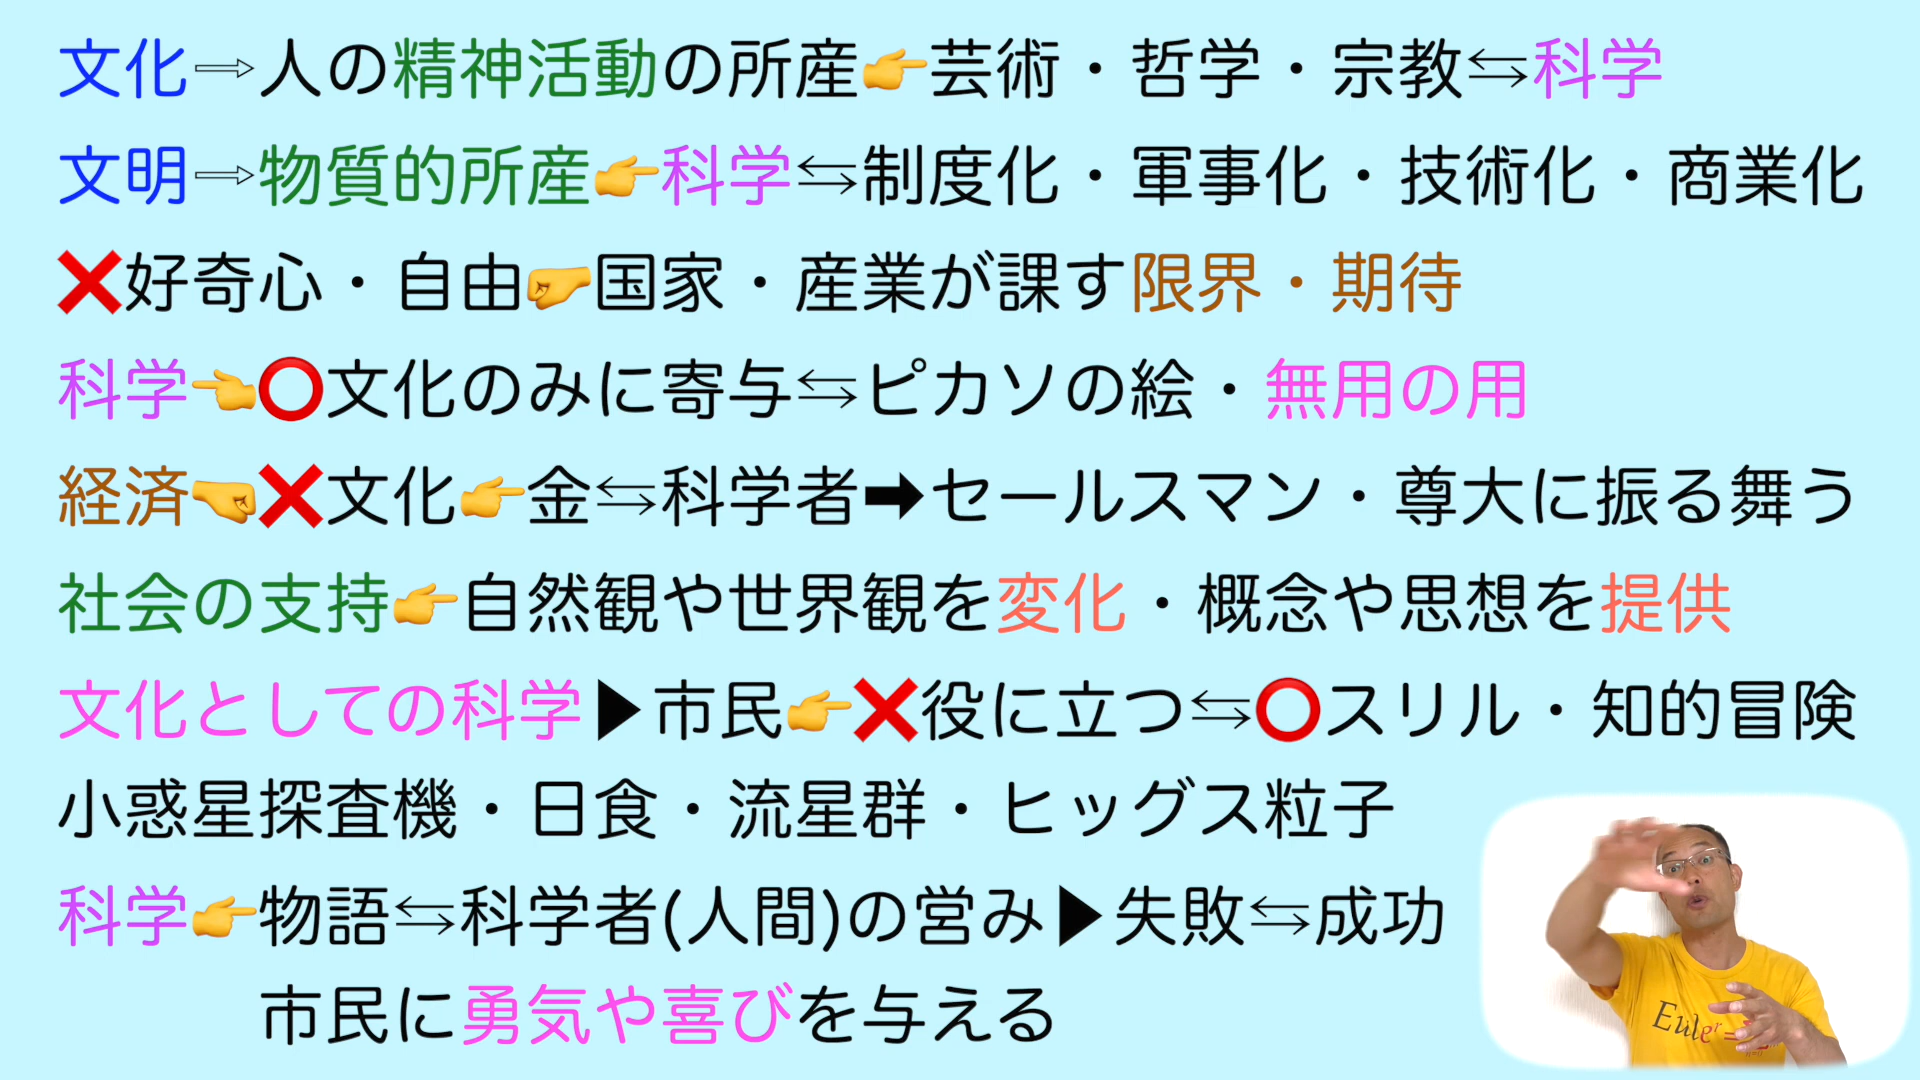 文化⇨人の精神活動の所産👉芸術・哲学・宗教⇆科学
文明⇨物質的所産👉科学⇆制度化・軍事化・技術化・商業化
❌好奇心・自由🤛国家・産業が課す限界・期待
科学👈⭕文化のみに寄与⇆ピカソの絵・無用の用
経済🤜❌文化👉金⇆科学者➡セールスマン・尊大に振る舞う
社会の支持👉自然観や世界観を変化・概念や思想を提供
文化としての科学▶市民👉❌役に立つ⇆⭕スリル・知的冒険
小惑星探査機・日食・流星群・ヒッグス粒子
科学👉物語⇆科学者(人間)の営み▶失敗⇆成功
市民に勇気や喜びを与える
Euler